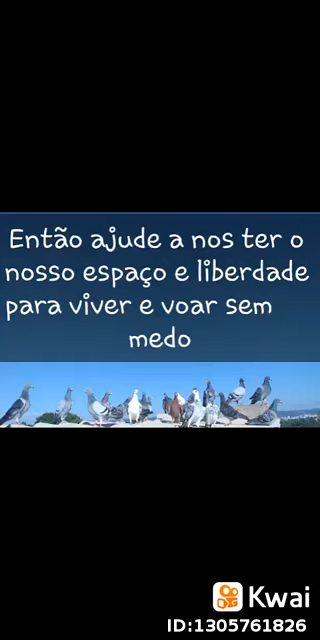 Então ajude a nos ter o
nosso espaço e liberdade
para viver e voar sem
medo
Kwai
ID:1305761826